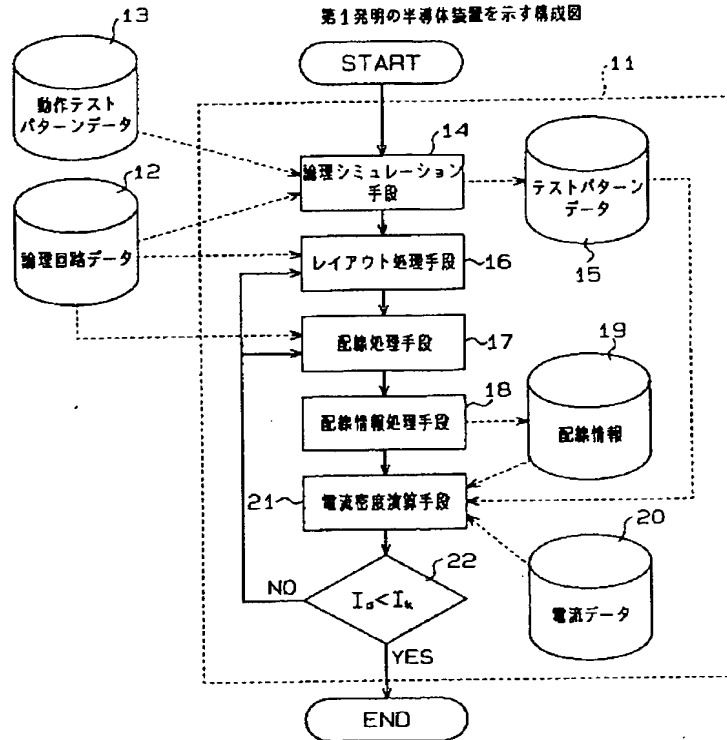 第1発明の半導体装置を示す構成図
START
13
動作テスト
パターンデータ
11
14
論理シミュレーション
手段
テストパターン
データ
15
12
論理回路データ
レイアウト処理手段
16
配線処理手段
17
18
配線情報処理手段
19
配線情報
21
電流密度演算手段
20
電流データ
22
NO
YES
END